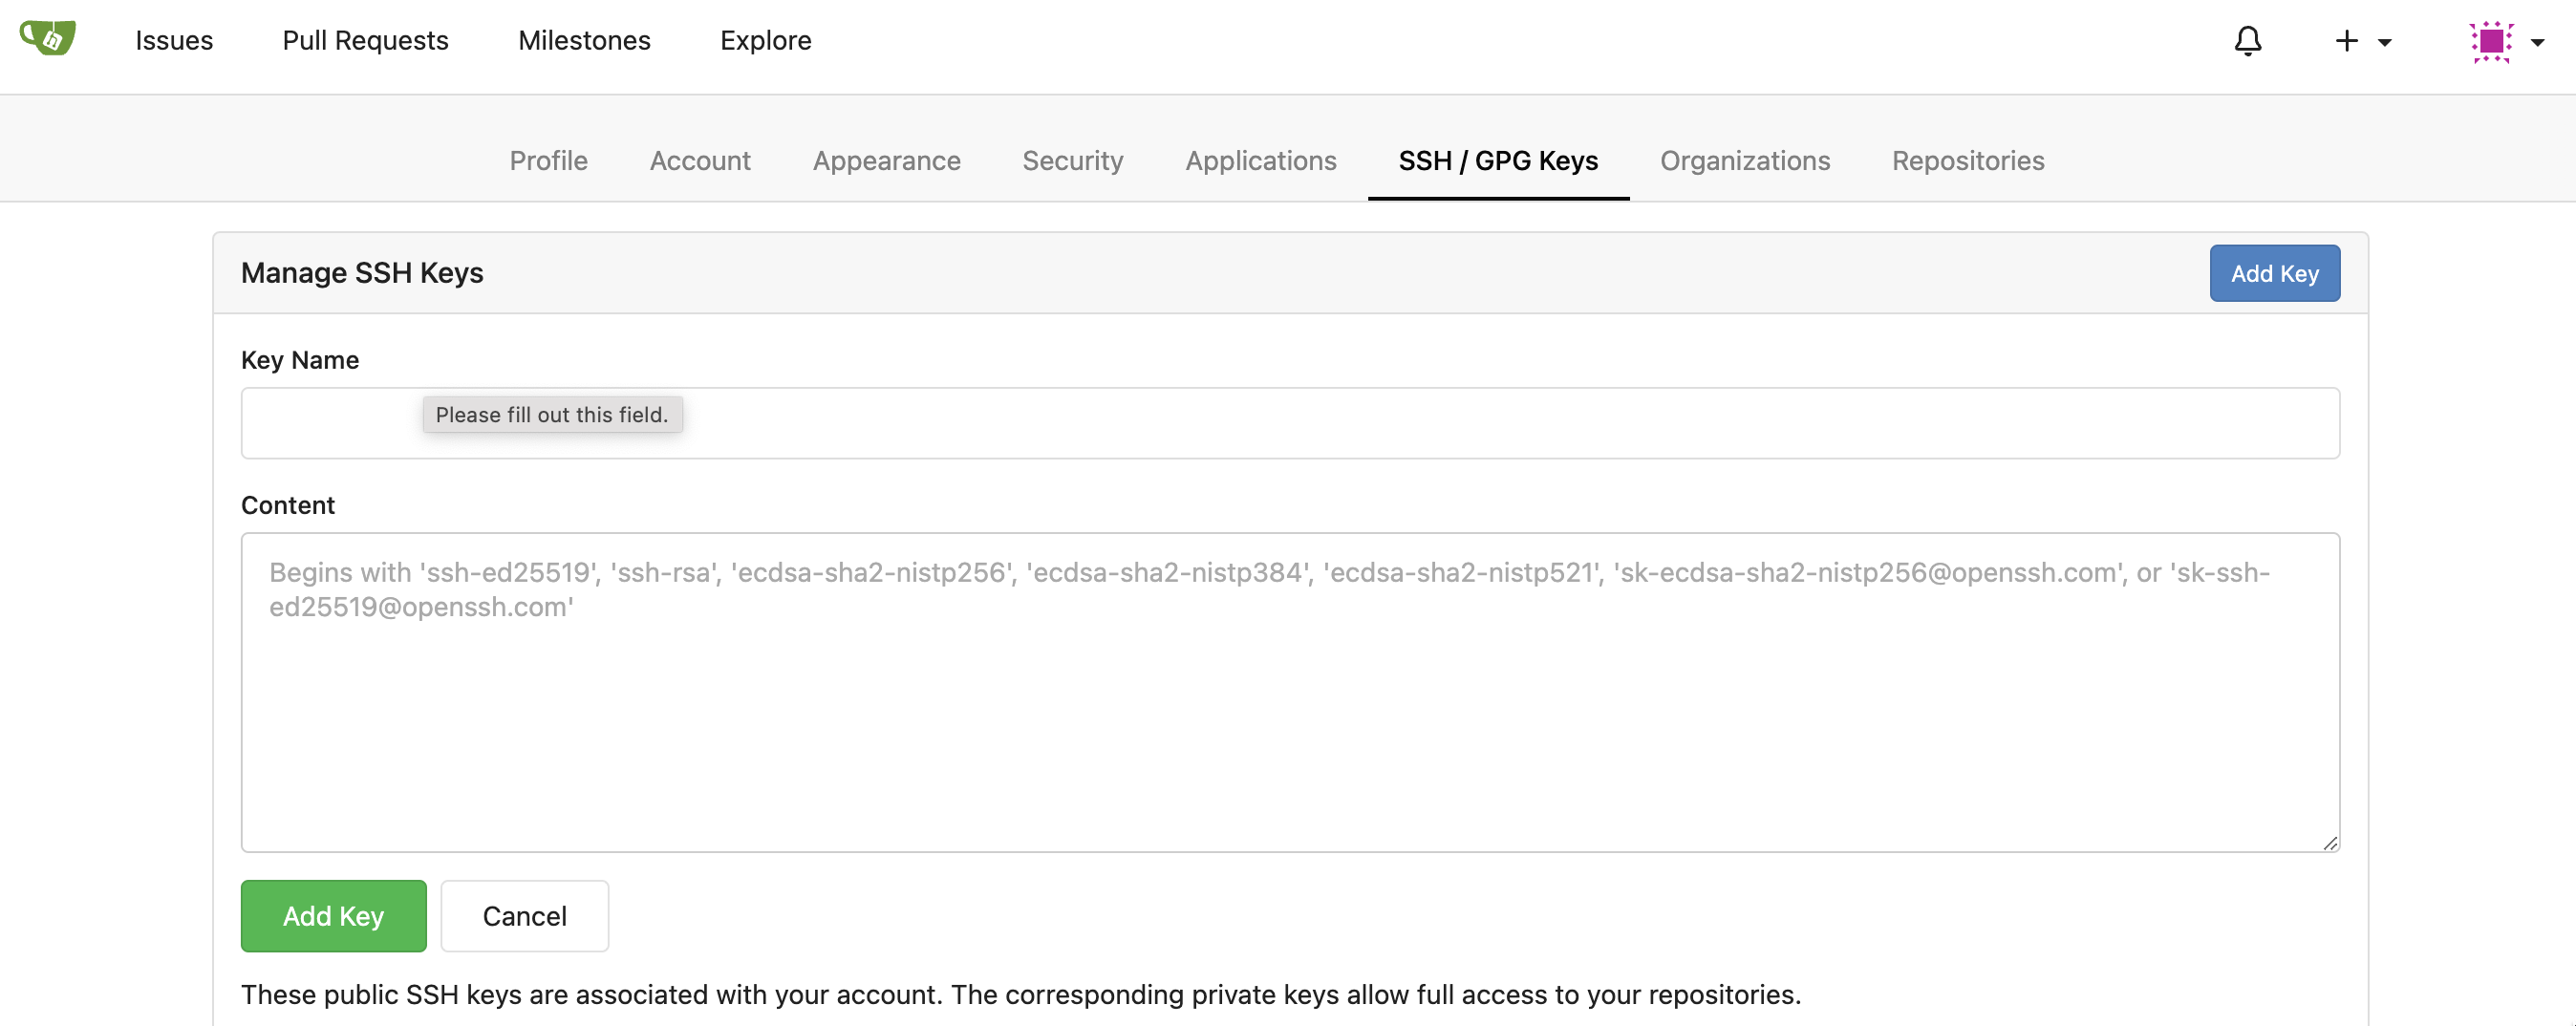 Issues Pull Requests Milestones Explore
Profile Account Appearance Security Applications SSH / GPG Keys Organizations Repositories
Manage SSH Keys Add Key
Key Name
Please fill out this field.
Content
Begins with 'ssh-ed25519', 'ssh-rsa', 'ecdsa-sha2-nistp256', 'ecdsa-sha2-nistp384', 'ecdsa-sha2-nistp521', 'sk-ecdsa-sha2-nistp256@openssh.com', or 'sk-ssh-
ed25519@openssh.com'
Add Key Cancel
These public SSH keys are associated with your account. The corresponding private keys allow full access to your repositories.